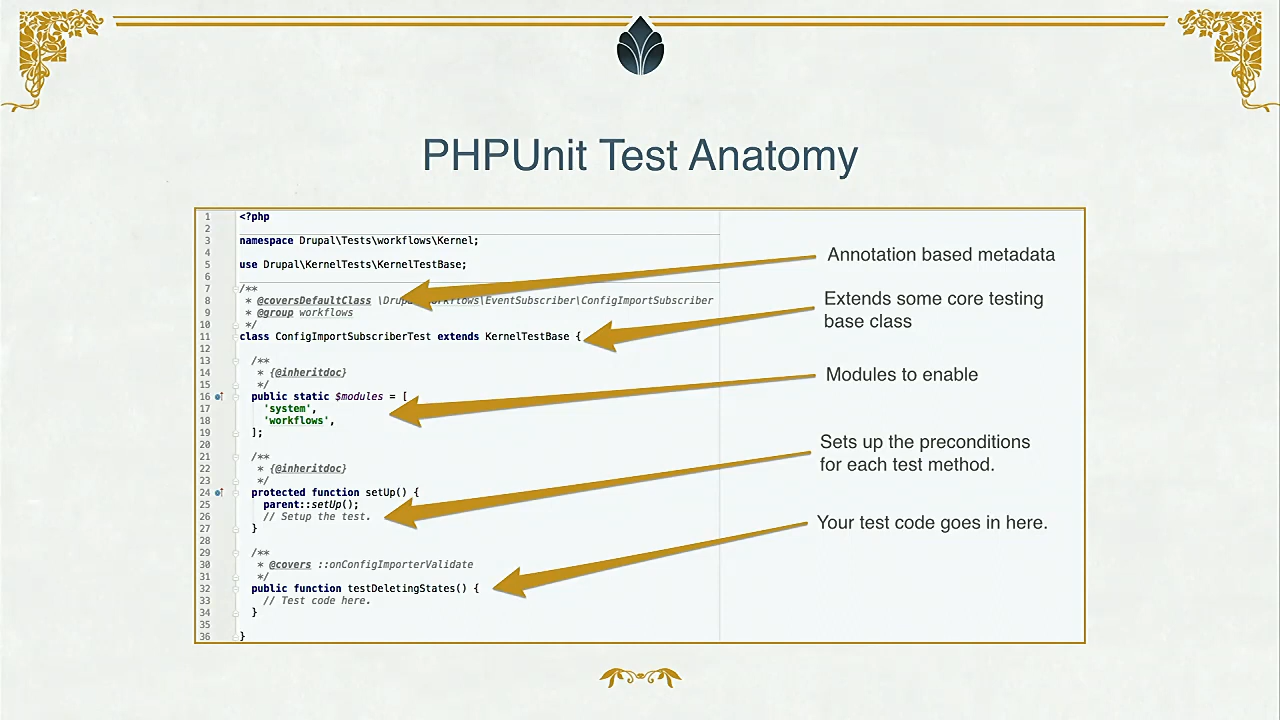 PHPUnit Test Anatomy
1 <?php
2
3 namespace Drupal\Tests\workflows\Kernel;
4
5 use Drupal\KernelTests\KernelTestBase;
6
7 /**
8 * @coversDefaultClass \Drupal\workflows\EventSubscriber\ConfigImportSubscriber
9 * @group workflows
10 */
11 class ConfigImportSubscriberTest extends KernelTestBase {
12
13 /**
14 * {@inheritdoc}
15 */
16 public static $modules = [
17 'system',
18 'workflows',
19 ];
20
21 /**
22 * {@inheritdoc}
23 */
24 protected function setUp() {
25 parent::setUp();
26 // Setup the test.
27 }
28
29 /**
30 * @covers ::onConfigImporterValidate
31 */
32 public function testDeletingStates() {
33 // Test code here.
34 }
35
36 }
Annotation based metadata
Extends some core testing
base class
Modules to enable
Sets up the preconditions
for each test method.
Your test code goes in here.